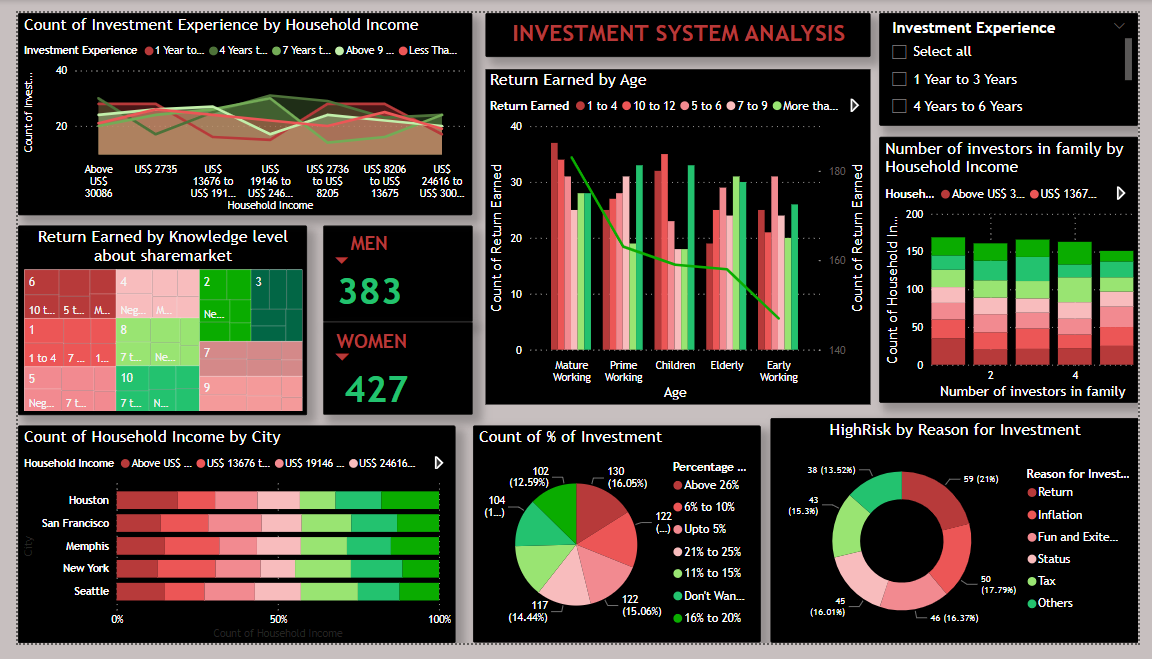 Count of Investment Experience by Household Income
Investment Experience 1 Year to... 4 Years t... 7 Years t... Above 9 ... Less Tha...
Count of Invest...
40
20
Above US$ 30086
US$ 2735
US$ 13676 to US$ 191...
US$ 19146 to US$ 246...
US$ 2736 to US$ 8205
US$ 8206 to US$ 13675
US$ 24616 to US$ 300...
Household Income
INVESTMENT SYSTEM ANALYSIS
Investment Experience
Select all
1 Year to 3 Years
4 Years to 6 Years
Return Earned by Age
Return Earned 1 to 4 10 to 12 5 to 6 7 to 9 More tha...
Count of Return Earned
40
30
20
10
0
180
160
140
Count of Return Earned
Mature Working
Prime Working
Children
Elderly
Early Working
Age
Number of investors in family by
Household Income
Househ... Above US$ 3... US$ 1367...
Count of Household In...
200
150
100
50
0
2 4
Number of investors in family
Return Earned by Knowledge level
about sharemarket
6
10 t... 5 t... M...
1
1 to 4 7 ... 1...
5
Neg... 7 t...
4
Neg... M...
8
7 t... Ne...
10
7 t... N...
2
Ne...
3
7
9
MEN
383
WOMEN
427
Count of Household Income by City
Household Income Above US$ ... US$ 13676 t... US$ 19146 ... US$ 24616...
City
Houston
San Francisco
Memphis
New York
Seattle
0% 50% 100%
Count of Household Income
Count of % of Investment
130
(16.05%)
122
(...)
122
(15.06%)
117
(14.44%)
104
(1...)
102
(12.59%)
Percentage ...
Above 26%
6% to 10%
Upto 5%
21% to 25%
11% to 15%
Don't Wan...
16% to 20%
HighRisk by Reason for Investment
59 (21%)
50
(17.79%)
46 (16.37%)
45
(16.01%)
43
(15.3%)
38 (13.52%)
Reason for Invest...
Return
Inflation
Fun and Exite...
Status
Tax
Others